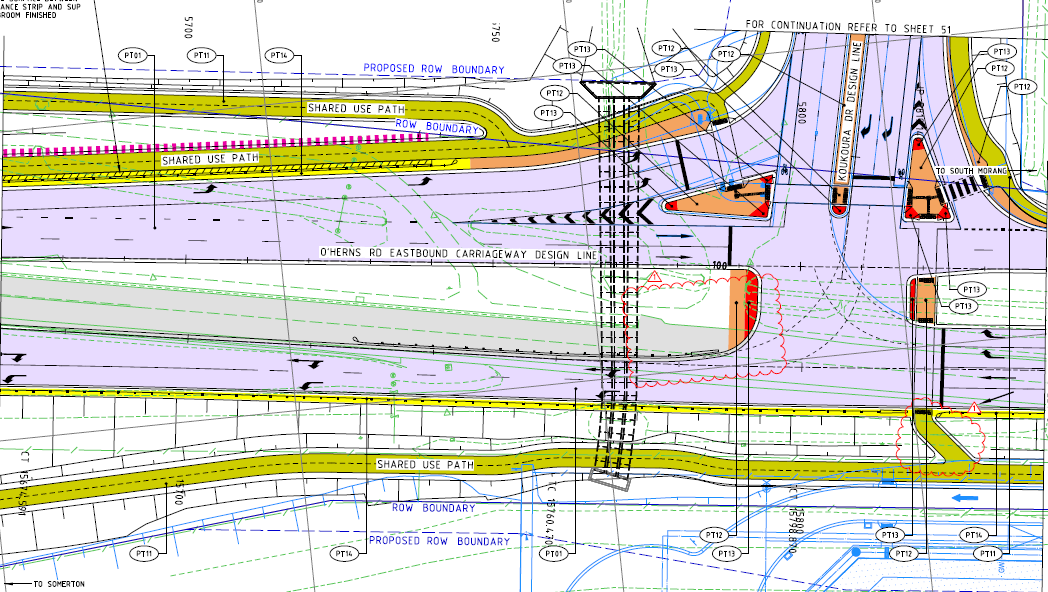 ANCE STRIP AND SUP
ROOM FINISHED
5700
5750
FOR CONTINUATION REFER TO SHEET 51
PT01
PT11
PT14
PT13
PT12
PT12
PT13
PROPOSED ROW BOUNDARY
PT13
PT13
PT12
PT12
PT12
SHARED USE PATH
PT13
5800
KOUKOURA DR DESIGN LINE
ROW BOUNDARY
SHARED USE PATH
TO SOUTH MORANG
O'HERNS RD EASTBOUND CARRIAGEWAY DESIGN LINE
100
PT13
PT13
SHARED USE PATH
15700
ROW BOUNDARY
PROPOSED ROW BOUNDARY
PT11
PT14
PT01
PT12
PT13
PT13
PT14
PT12
PT11
TO SOMERTON